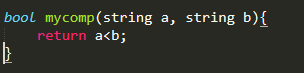 bool mycomp(string a, string b){
    return a<b;
}